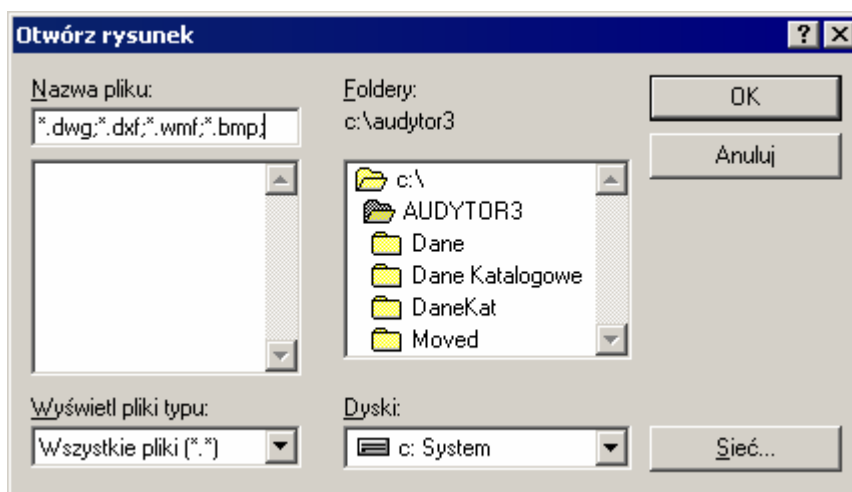 Otwórz rysunek
Nazwa pliku:
*.dwg;*.dxf;*.wmf;*.bmp;
Foldery:
c:\audytor3
c:\
AUDYTOR3
Dane
Dane Katalogowe
DaneKat
Moved
OK
Anuluj
Wyświetl pliki typu:
Wszystkie pliki (*.*)
Dyski:
c: System
Sieć...